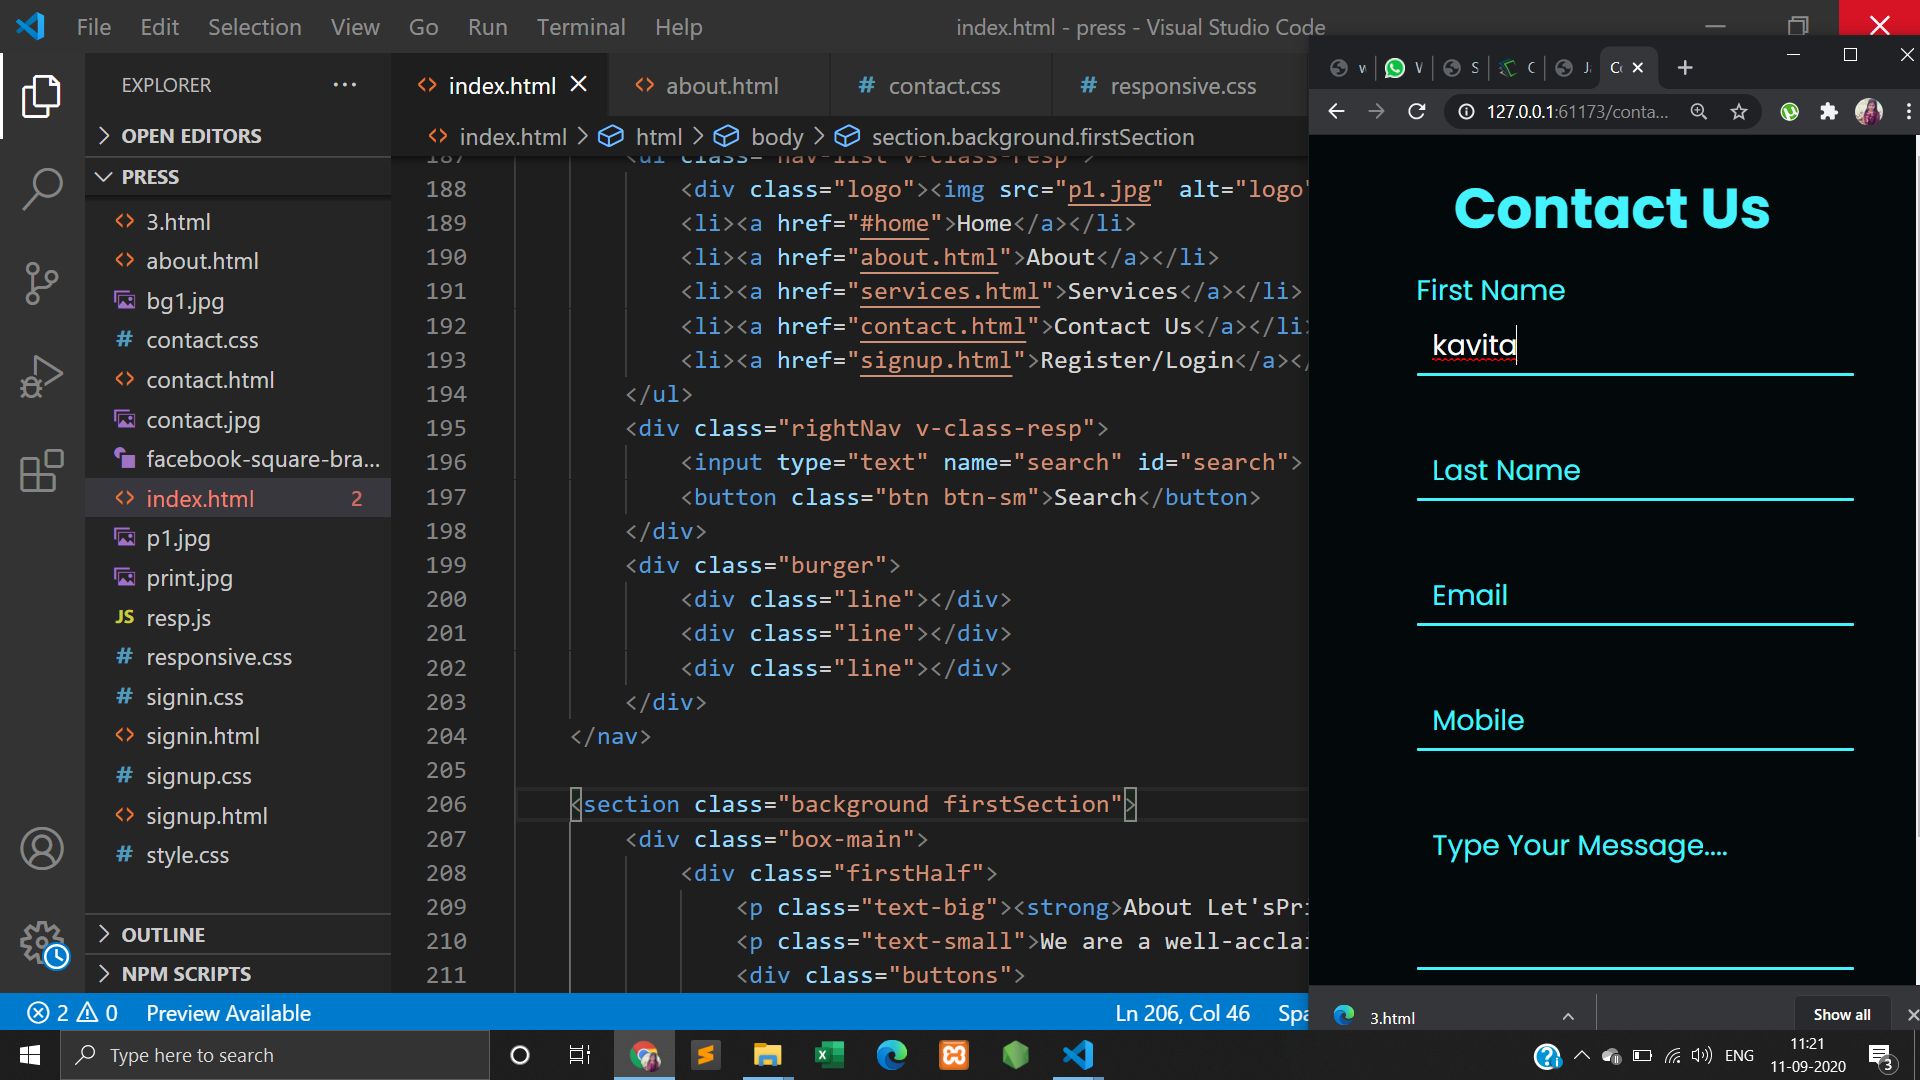 File Edit Selection View Go Run Terminal Help
index.html - press - Visual Studio Code
EXPLORER
OPEN EDITORS
PRESS
3.html
about.html
bg1.jpg
contact.css
contact.html
contact.jpg
facebook-square-bra...
index.html 2
p1.jpg
print.jpg
JS resp.js
responsive.css
signin.css
signin.html
signup.css
signup.html
style.css
OUTLINE
NPM SCRIPTS
index.html about.html # contact.css # responsive.css
index.html > html > body > section.background.firstSection
187 <ul class="nav-list v-class-resp">
188 <div class="logo"><img src="p1.jpg" alt="logo"
189 <li><a href="#home">Home</a></li>
190 <li><a href="about.html">About</a></li>
191 <li><a href="services.html">Services</a></li>
192 <li><a href="contact.html">Contact Us</a></li>
193 <li><a href="signup.html">Register/Login</a></
194 </ul>
195 <div class="rightNav v-class-resp">
196 <input type="text" name="search" id="search">
197 <button class="btn btn-sm">Search</button>
198 </div>
199 <div class="burger">
200 <div class="line"></div>
201 <div class="line"></div>
202 <div class="line"></div>
203 </div>
204 </nav>
205
206 <section class="background firstSection">
207 <div class="box-main">
208 <div class="firstHalf">
209 <p class="text-big"><strong>About Let'sPri
210 <p class="text-small">We are a well-acclai
211 <div class="buttons">
2 0 Preview Available
Ln 206, Col 46 Spa
127.0.0.1:61173/conta...
Contact Us
First Name
kavita
Last Name
Email
Mobile
Type Your Message....
3.html
Show all
Type here to search
ENG
11:21
11-09-2020
3